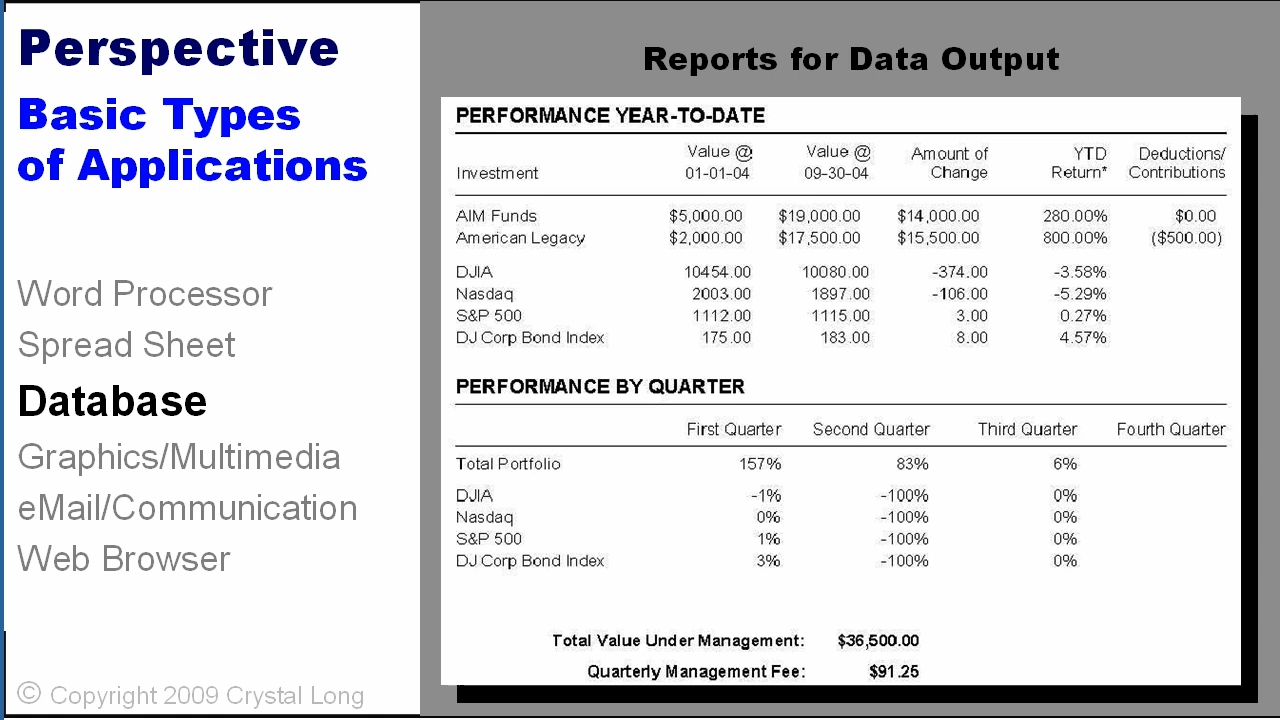 Perspective
Basic Types
of Applications
Word Processor
Spread Sheet
Database
Graphics/Multimedia
eMail/Communication
Web Browser
© Copyright 2009 Crystal Long
Reports for Data Output
PERFORMANCE YEAR-TO-DATE
Value @ Value @ Amount of YTD Deductions/
Investment 01-01-04 09-30-04 Change Return* Contributions
AIM Funds $5,000.00 $19,000.00 $14,000.00 280.00% $0.00
American Legacy $2,000.00 $17,500.00 $15,500.00 800.00% ($500.00)
DJIA 10454.00 10080.00 -374.00 -3.58%
Nasdaq 2003.00 1897.00 -106.00 -5.29%
S&P 500 1112.00 1115.00 3.00 0.27%
DJ Corp Bond Index 175.00 183.00 8.00 4.57%
PERFORMANCE BY QUARTER
First Quarter Second Quarter Third Quarter Fourth Quarter
Total Portfolio 157% 83% 6%
DJIA -1% -100% 0%
Nasdaq 0% -100% 0%
S&P 500 1% -100% 0%
DJ Corp Bond Index 3% -100% 0%
Total Value Under Management: $36,500.00
Quarterly Management Fee: $91.25